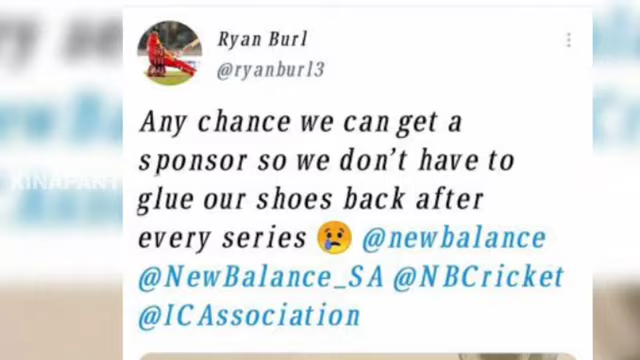 Ryan Burl
@ryanburl3
Any chance we can get a
sponsor so we don't have to
glue our shoes back after
every series 😢 @newbalance
@NewBalance_SA @NBCricket
@ICAssociation